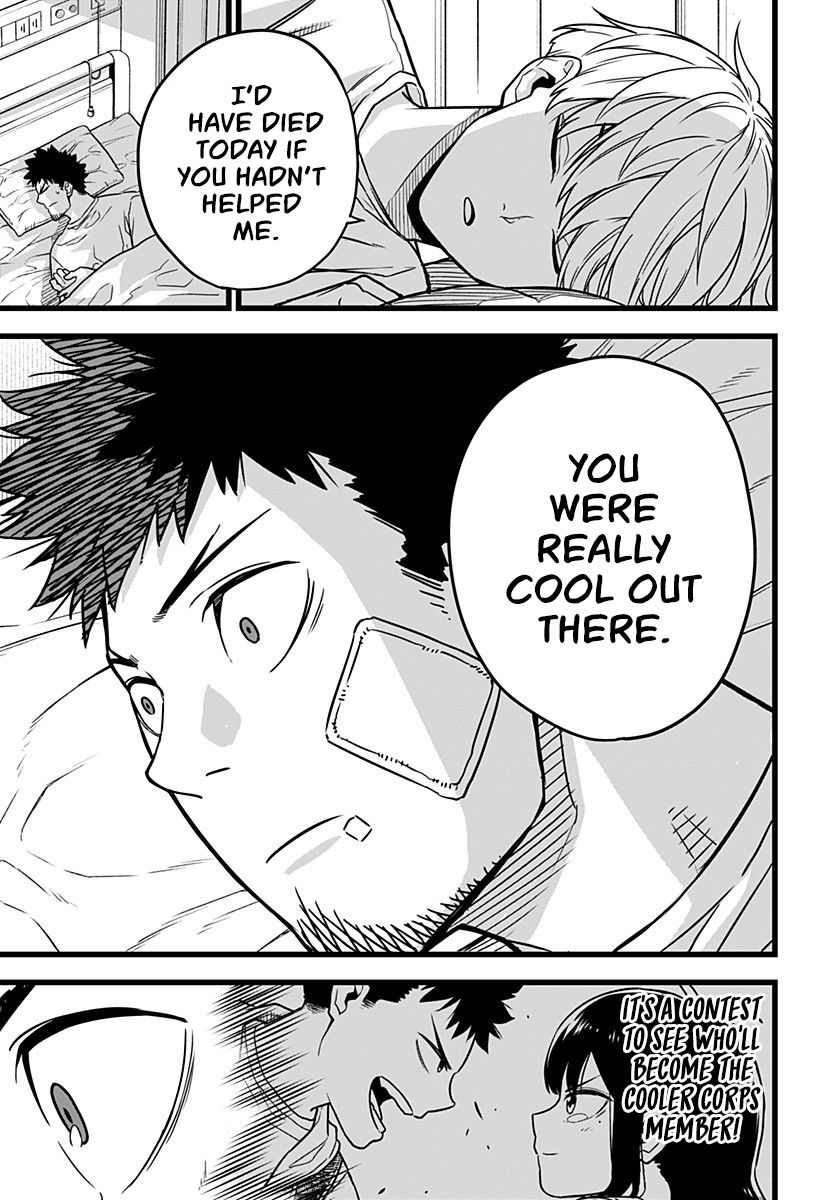 I'D
HAVE DIED
TODAY IF
YOU HADN'T
HELPED
ME.
YOU
WERE
REALLY
COOL OUT
THERE.
IT'S A CONTEST
TO SEE WHO'LL
BECOME THE
COOLER CORPS
MEMBER!